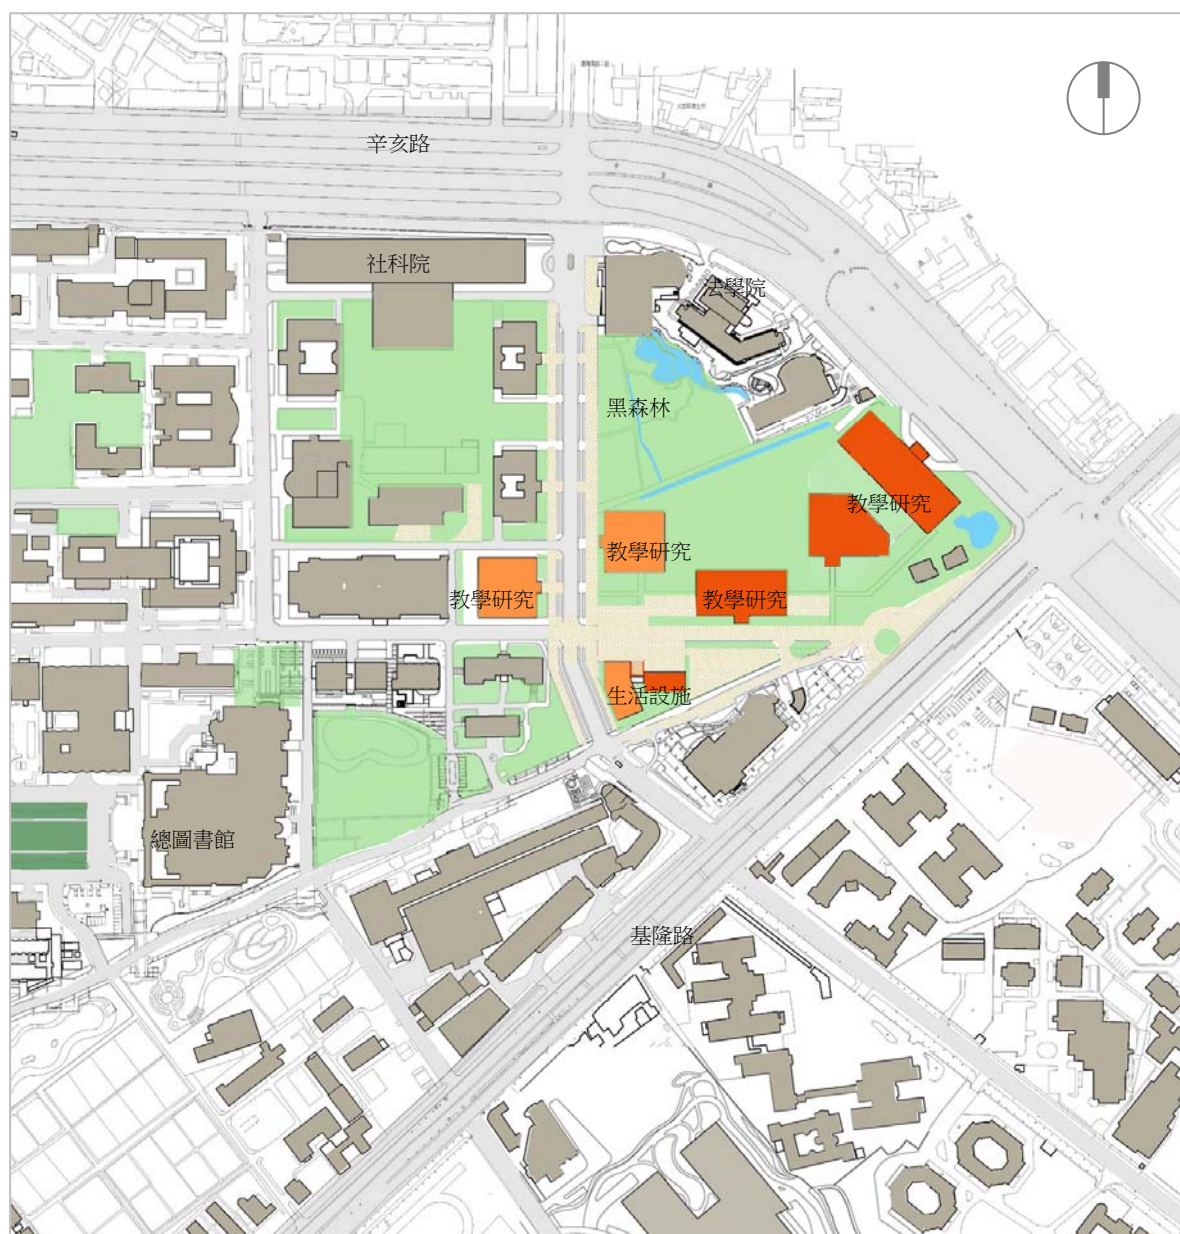 辛亥路
社科院
法學院
黑森林
教學研究
教學研究
教學研究
教學研究
生活設施
總圖書館
基隆路